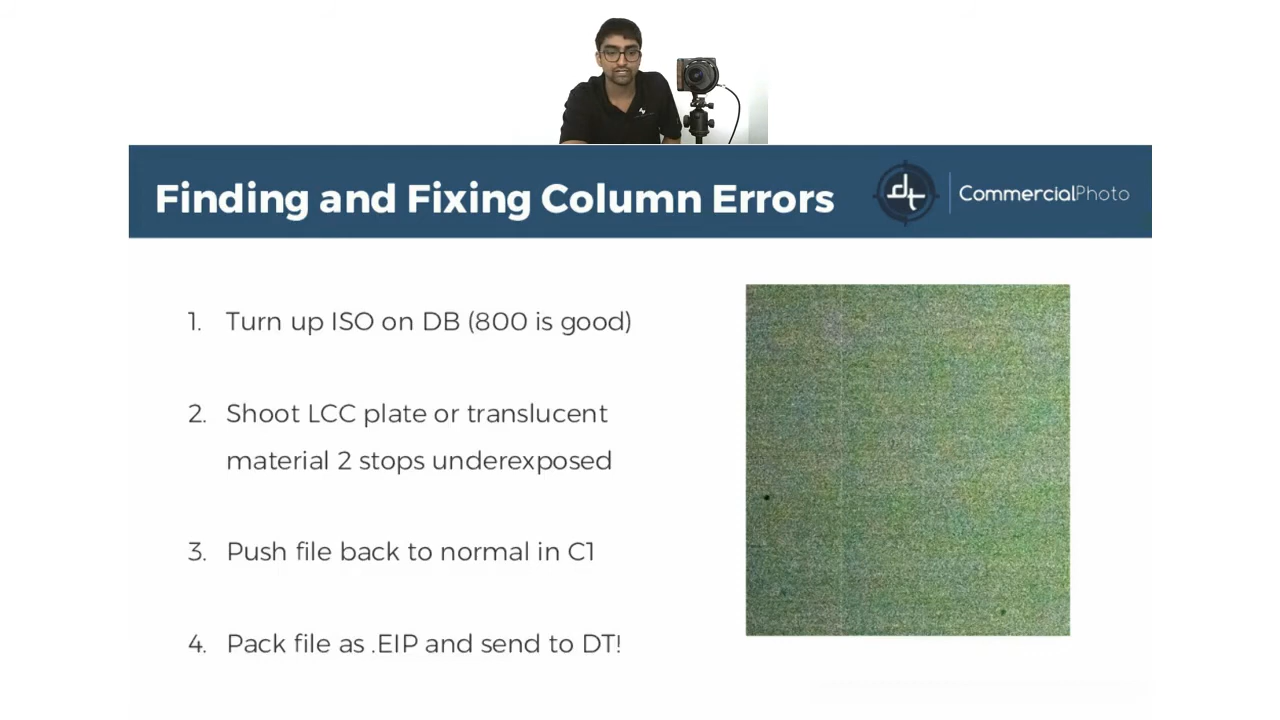 Finding and Fixing Column Errors
dt
CommercialPhoto
1. Turn up ISO on DB (800 is good)
2. Shoot LCC plate or translucent
material 2 stops underexposed
3. Push file back to normal in C1
4. Pack file as .EIP and send to DT!